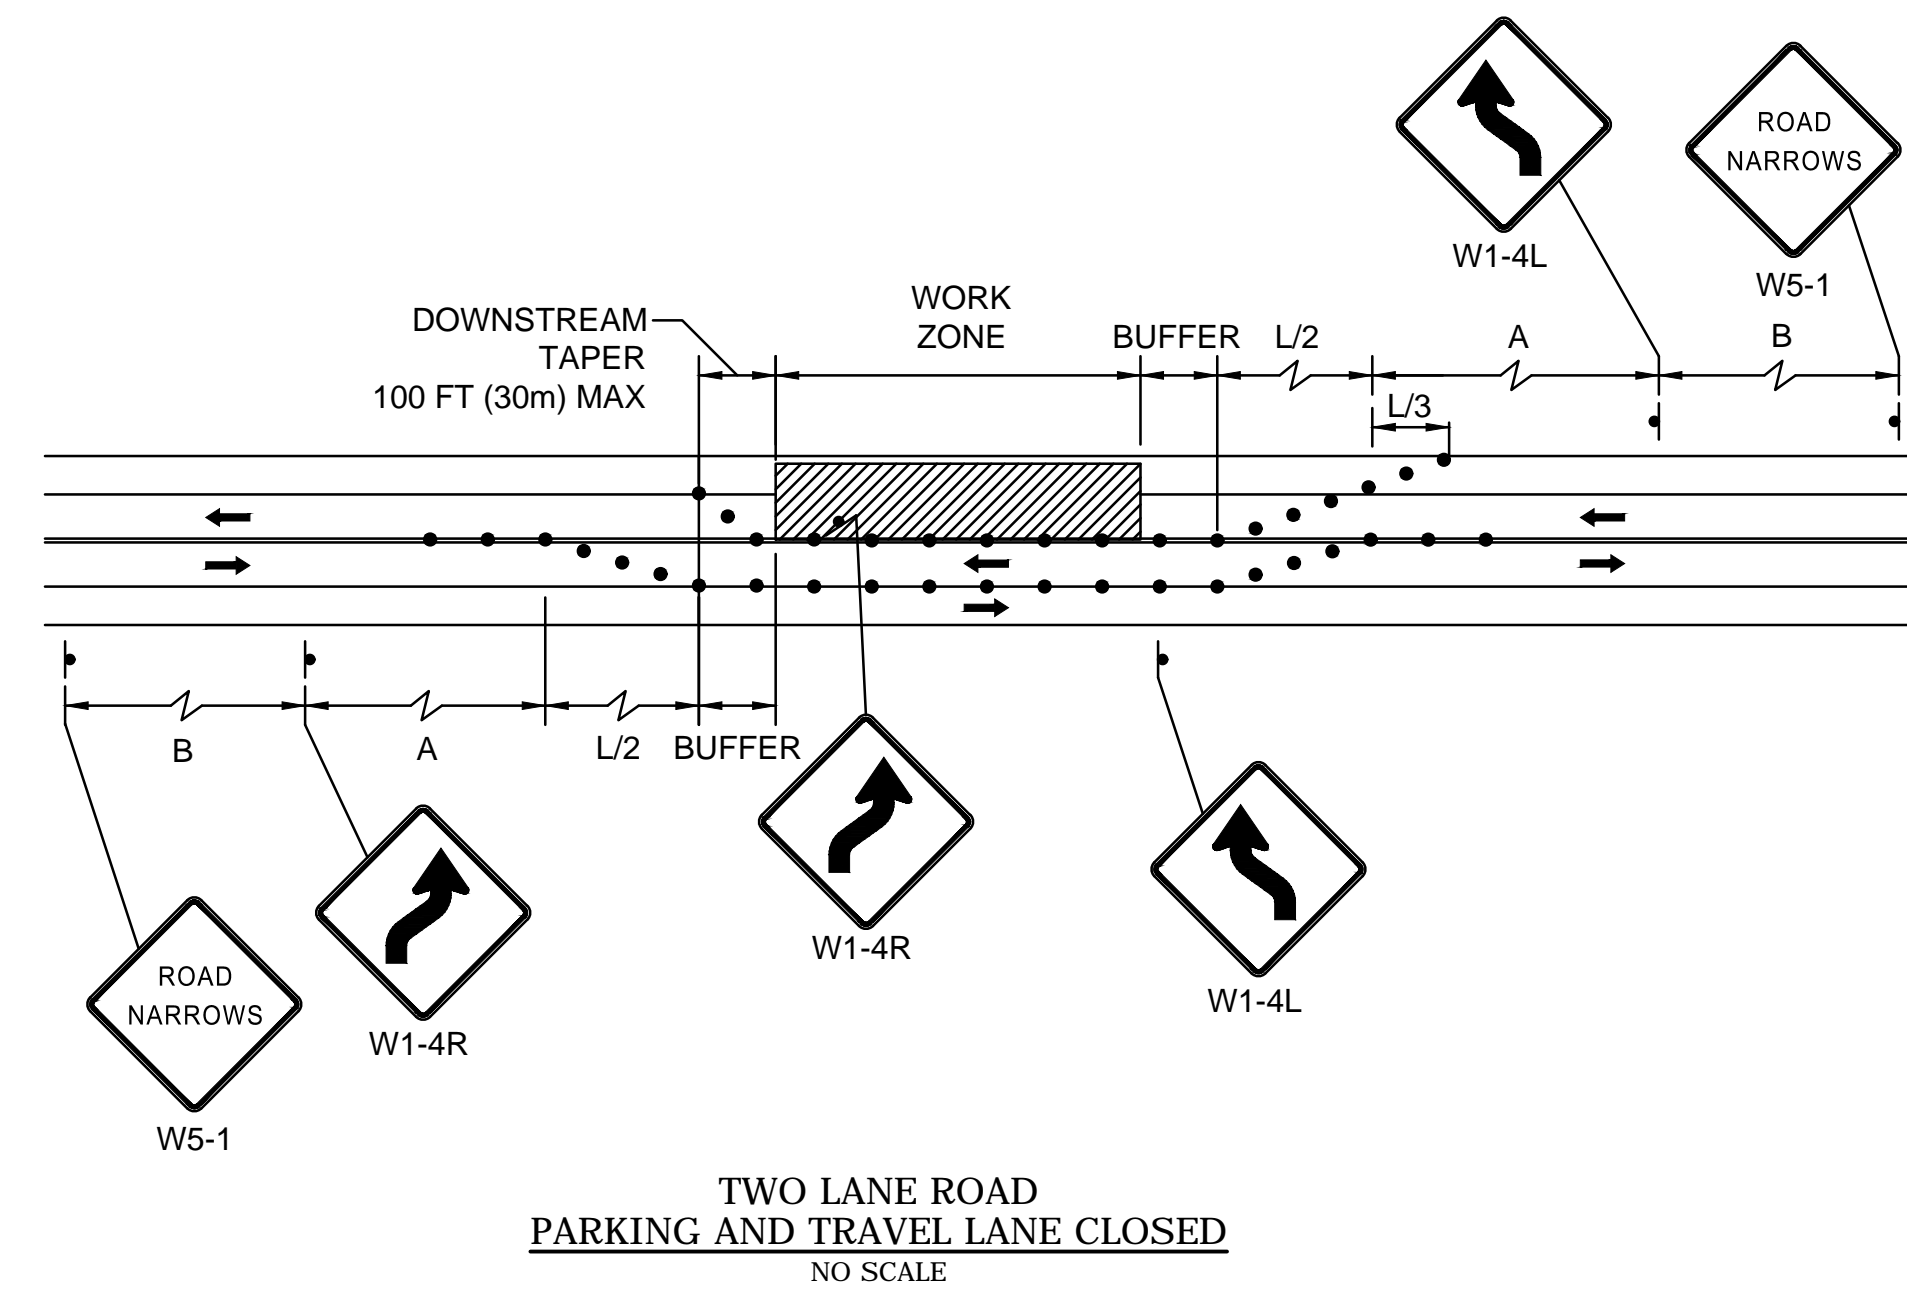 ROAD
NARROWS
W1-4L
W5-1
DOWNSTREAM
TAPER
100 FT (30m) MAX
WORK
ZONE
BUFFER
L/2
A
B
L/3
B
A
L/2
BUFFER
W1-4R
W1-4L
ROAD
NARROWS
W1-4R
W5-1
TWO LANE ROAD
PARKING AND TRAVEL LANE CLOSED
NO SCALE